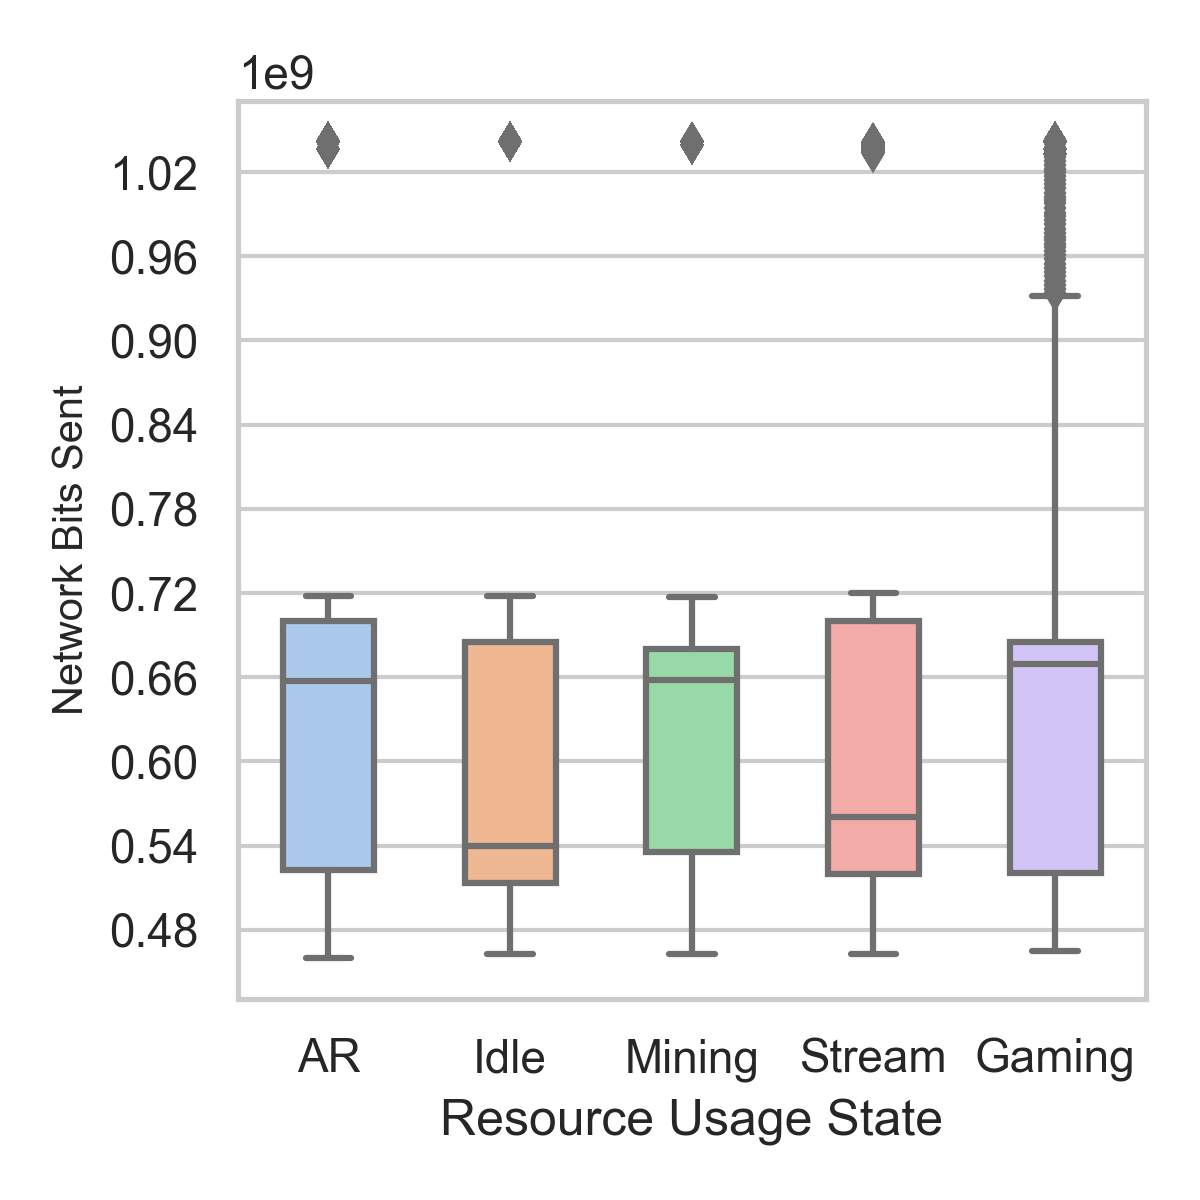 1e9
1.02
0.96
0.90
0.84
0.78
0.72
0.66
0.60
0.54
0.48
Network Bits Sent
AR Idle Mining Stream Gaming
Resource Usage State